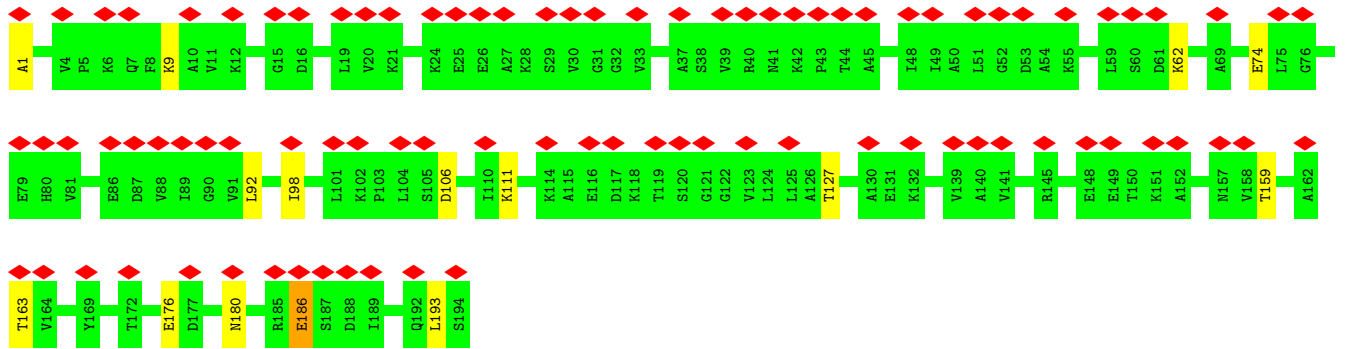 A1 V4 P5 K6 Q7 F8 K9 A10 V11 K12 G15 D16 L19 V20 K21 K24 E25 E26 A27 K28 S29 V30 G31 G32 V33 A37 S38 V39 R40 N41 K42 P43 T44 A45 I48 I49 A50 L51 G52 D53 A54 K55 L59 S60 D61 K62 A69 E74 L75 G76
E79 H80 V81 E86 D87 V88 I89 G90 V91 L92 I98 L101 K102 P103 L104 S105 D106 I110 K111 K114 A115 E116 D117 K118 T119 S120 G121 G122 V123 L124 L125 A126 T127 A130 E131 K132 V139 A140 V141 R145 E148 E149 T150 K151 A152 N157 V158 T159 A162
T163 V164 Y169 T172 E176 D177 N180 R185 E186 S187 D188 I189 Q192 L193 S194